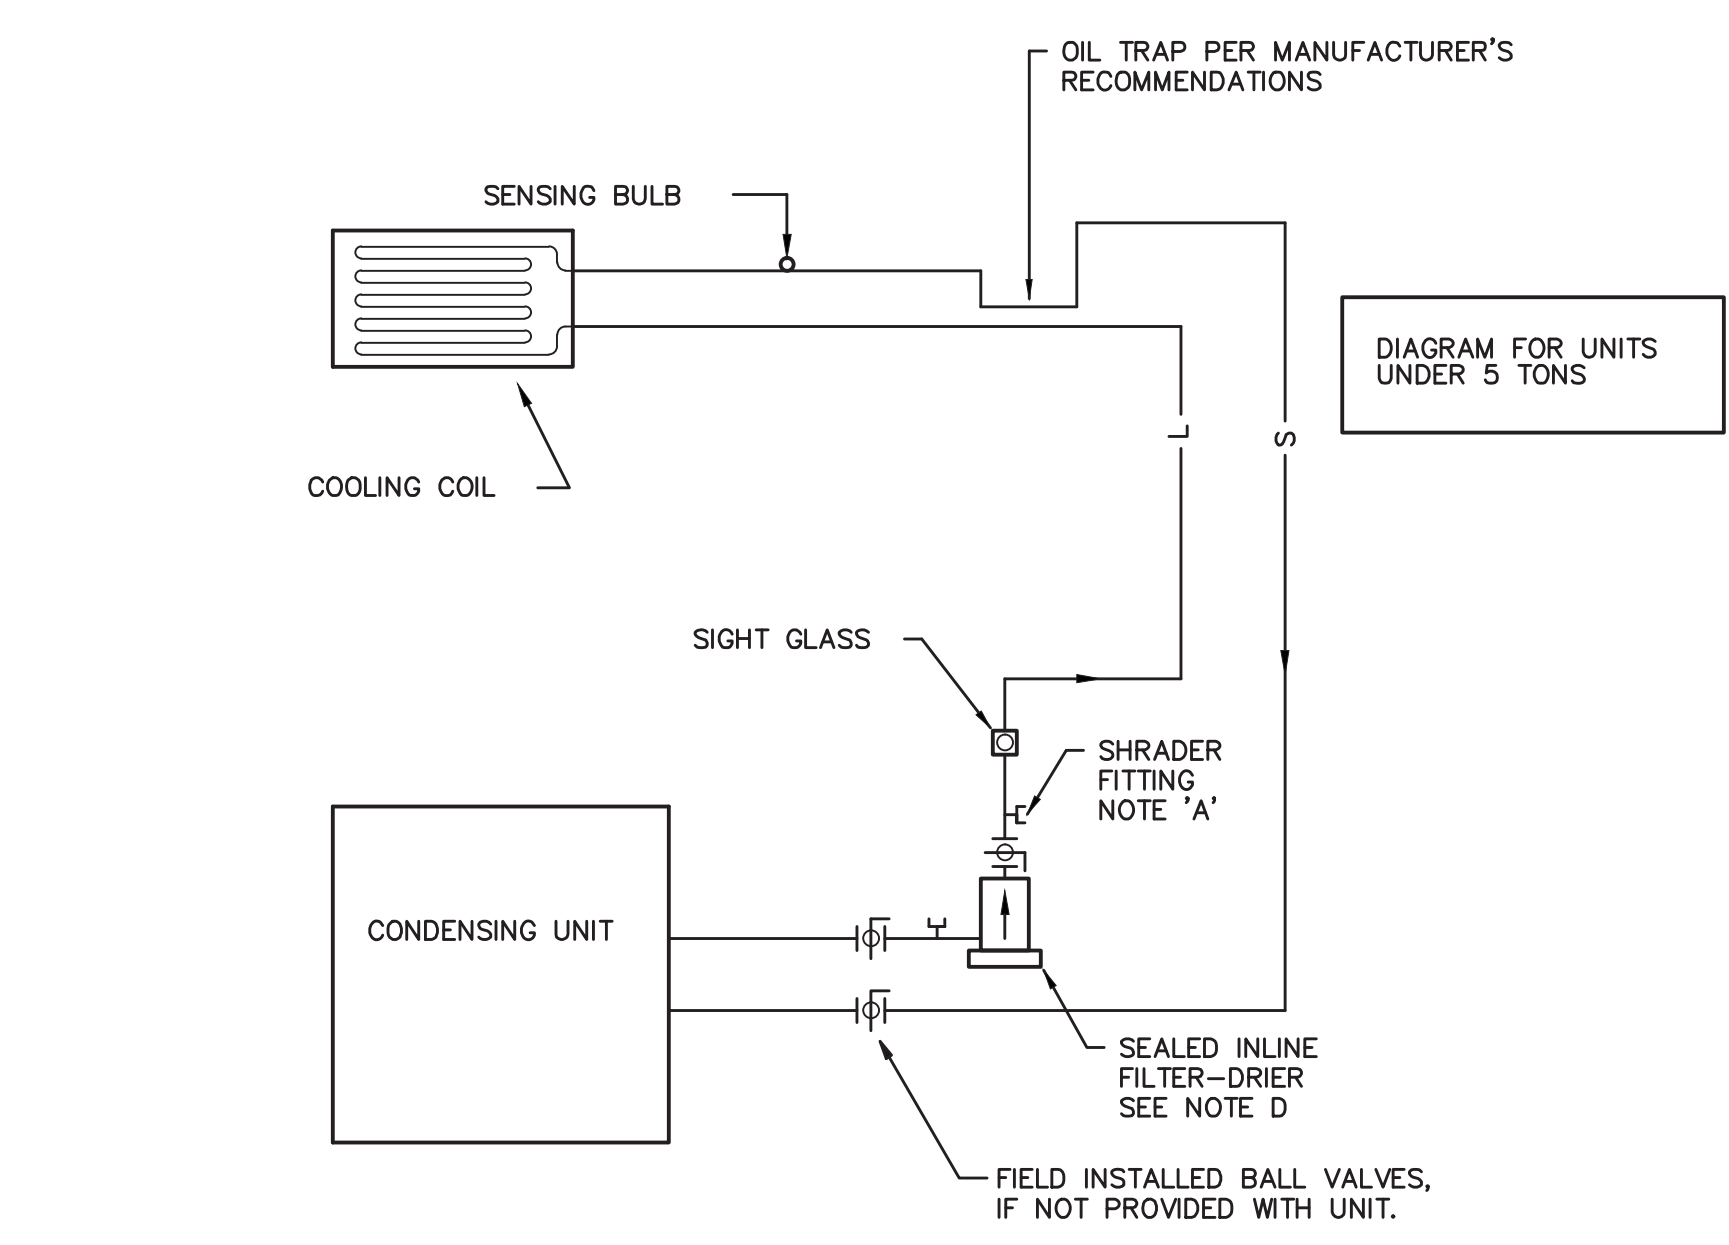 OIL TRAP PER MANUFACTURER'S
RECOMMENDATIONS
SENSING BULB
DIAGRAM FOR UNITS
UNDER 5 TONS
L
S
COOLING COIL
SIGHT GLASS
SHRADER
FITTING
NOTE 'A'
CONDENSING UNIT
SEALED INLINE
FILTER-DRIER
SEE NOTE D
FIELD INSTALLED BALL VALVES,
IF NOT PROVIDED WITH UNIT.